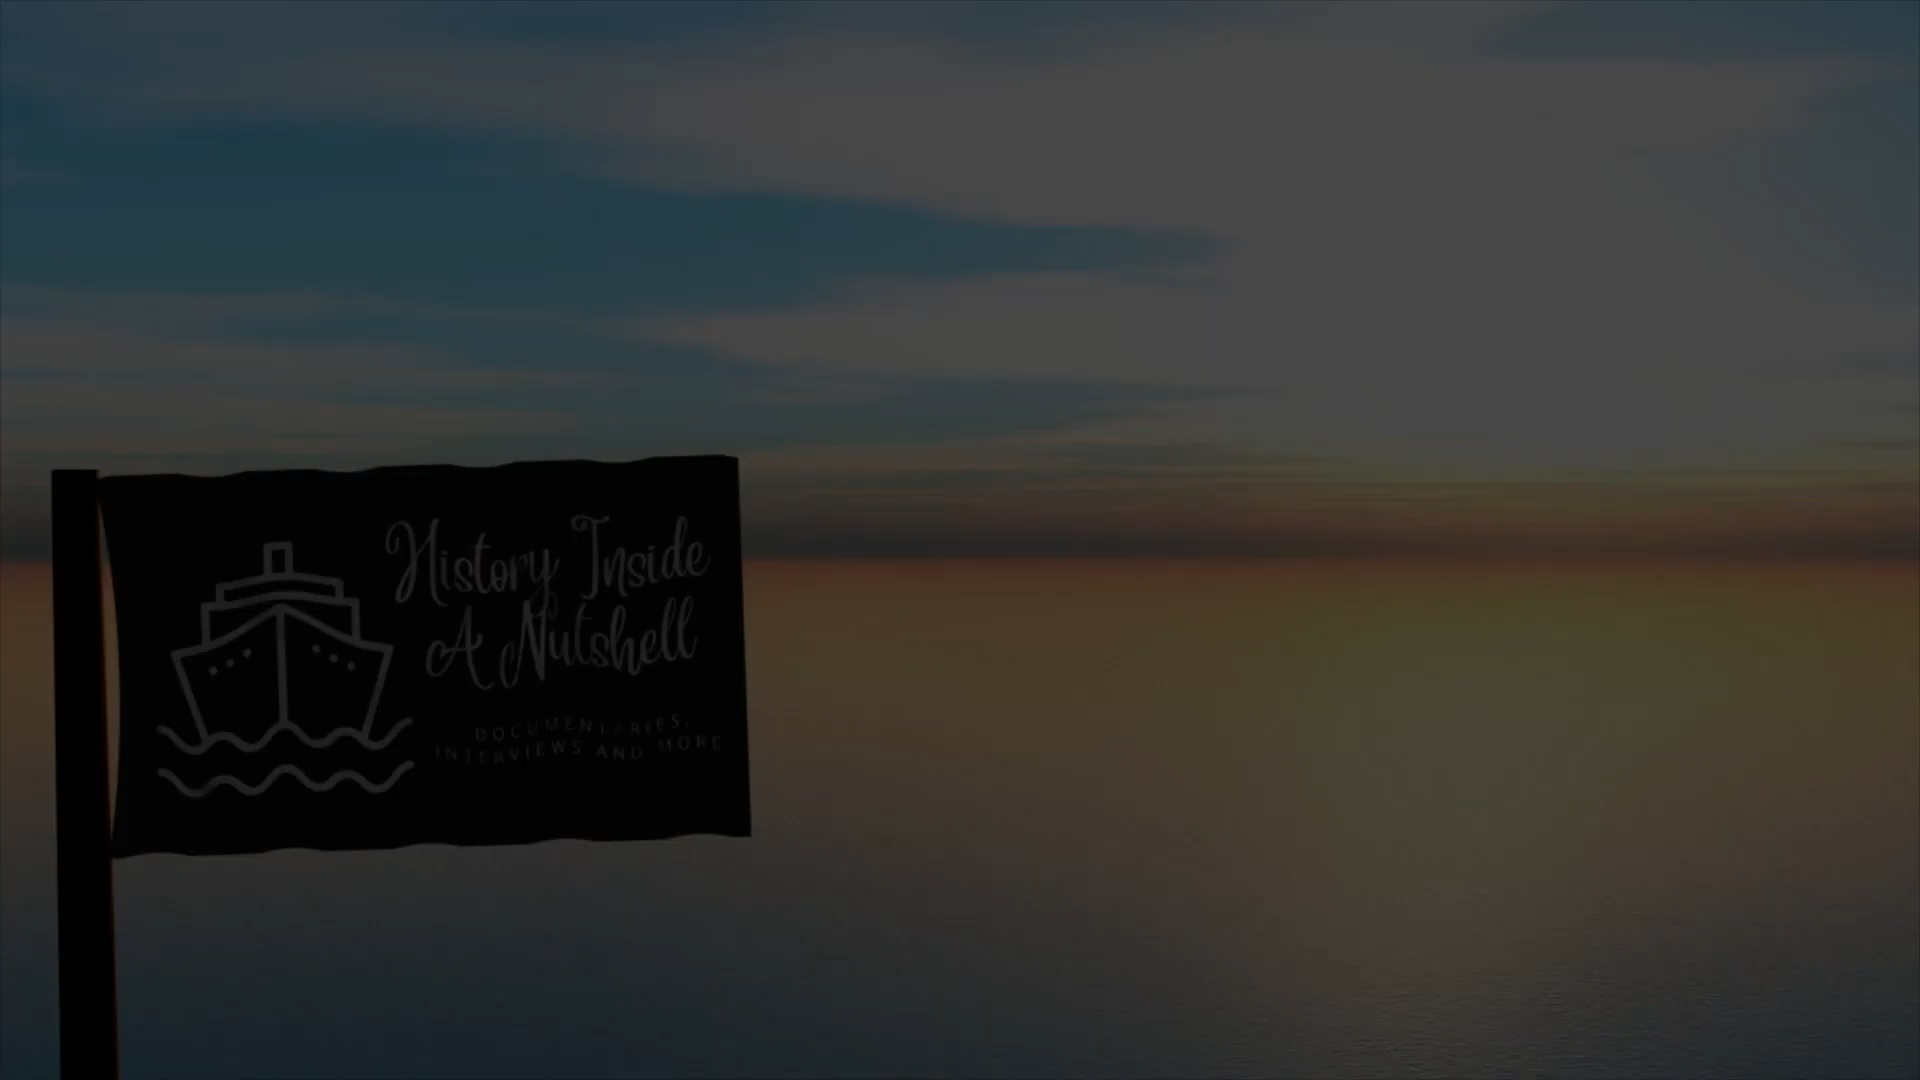 History Inside
A Nutshell
DOCUMENTARIES,
INTERVIEWS AND MORE